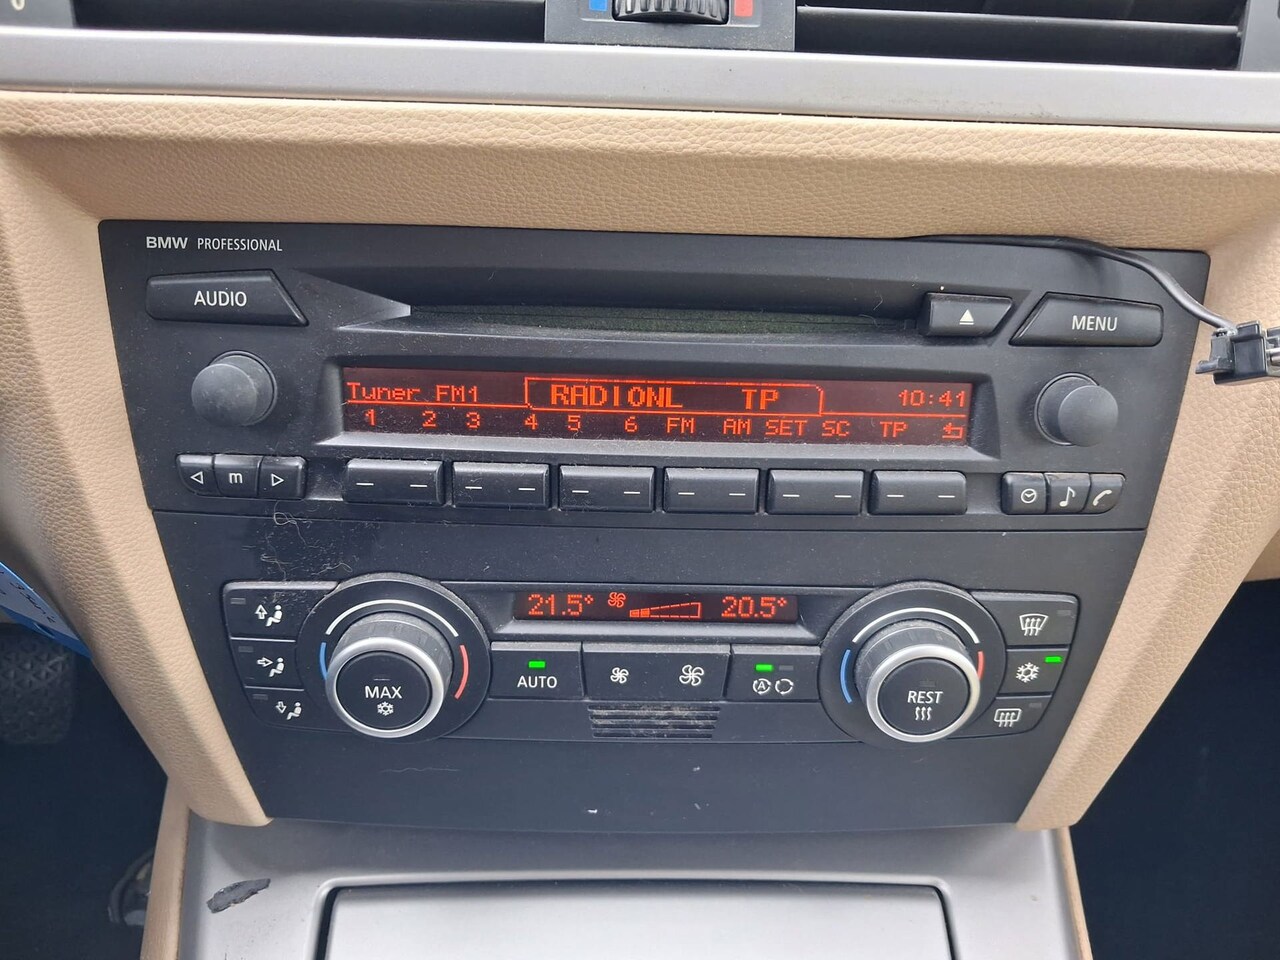 BMW PROFESSIONAL
AUDIO
MENU
Tuner FM1 RADIONL TP 10:41
1 2 3 4 5 6 FM AM SET SC TP
m
21.5° 20.5°
MAX
AUTO
A
REST